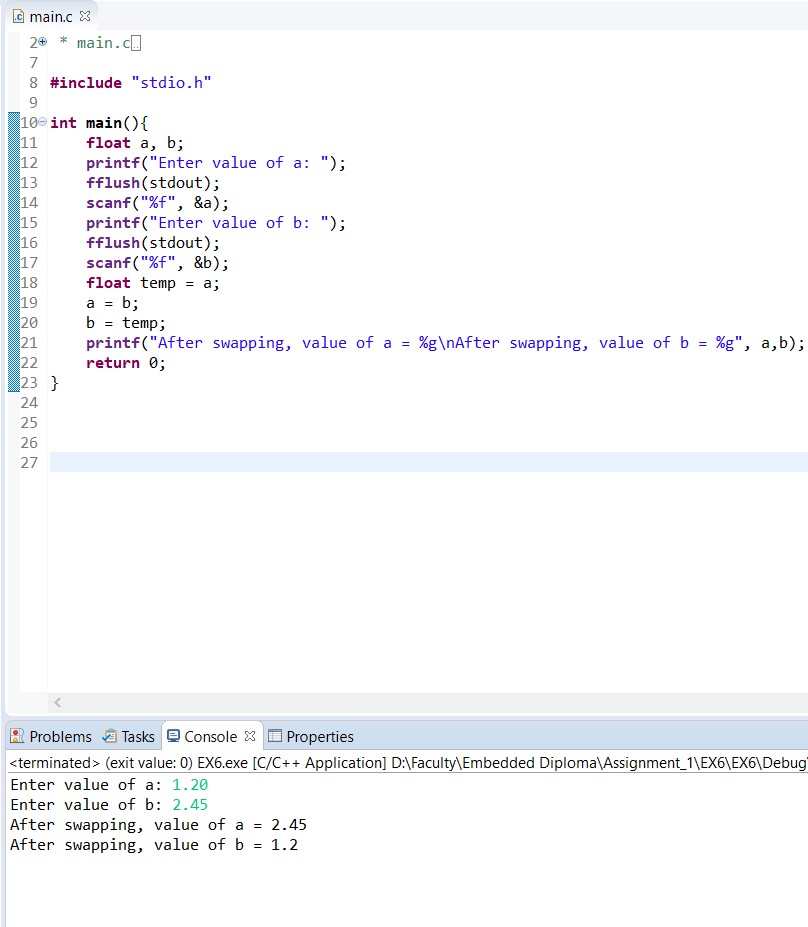 main.c
2 * main.c
7
8 #include "stdio.h"
9
10 int main(){
11 float a, b;
12 printf("Enter value of a: ");
13 fflush(stdout);
14 scanf("%f", &a);
15 printf("Enter value of b: ");
16 fflush(stdout);
17 scanf("%f", &b);
18 float temp = a;
19 a = b;
20 b = temp;
21 printf("After swapping, value of a = %g\nAfter swapping, value of b = %g", a,b);
22 return 0;
23 }
24
25
26
27
Problems Tasks Console Properties
<terminated> (exit value: 0) EX6.exe [C/C++ Application] D:\Faculty\Embedded Diploma\Assignment_1\EX6\EX6\Debug\
Enter value of a: 1.20
Enter value of b: 2.45
After swapping, value of a = 2.45
After swapping, value of b = 1.2